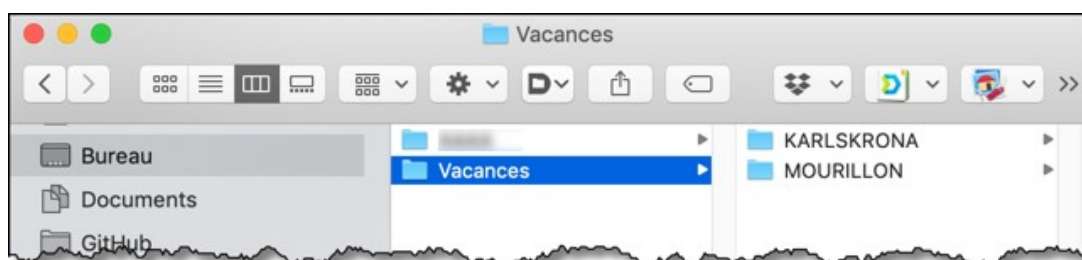 Vacances
Bureau
Vacances
KARLSKRONA
MOURILLON
Documents
GitHub